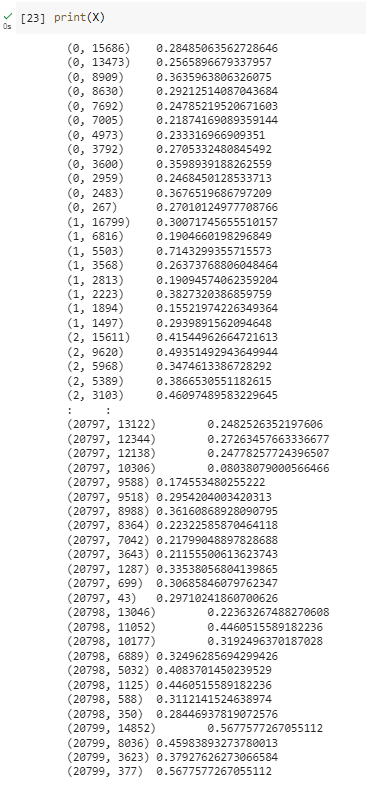 [23] print(X)
0s
(0, 15686) 0.28485063562728646
(0, 13473) 0.2565896679337957
(0, 8909) 0.3635963806326075
(0, 8630) 0.29212514087043684
(0, 7692) 0.24785219520671603
(0, 7005) 0.21874169089359144
(0, 4973) 0.233316966909351
(0, 3792) 0.2705332480845492
(0, 3600) 0.3598939188262559
(0, 2959) 0.2468450128533713
(0, 2483) 0.3676519686797209
(0, 267) 0.27010124977708766
(1, 16799) 0.30071745655510157
(1, 6816) 0.1904660198296849
(1, 5503) 0.7143299355715573
(1, 3568) 0.26373768806048464
(1, 2813) 0.19094574062359204
(1, 2223) 0.3827320386859759
(1, 1894) 0.15521974226349364
(1, 1497) 0.2939891562094648
(2, 15611) 0.41544962664721613
(2, 9620) 0.49351492943649944
(2, 5968) 0.3474613386728292
(2, 5389) 0.3866530551182615
(2, 3103) 0.46097489583229645
: :
(20797, 13122) 0.2482526352197606
(20797, 12344) 0.27263457663336677
(20797, 12138) 0.24778257724396507
(20797, 10306) 0.08038079000566466
(20797, 9588) 0.174553480255222
(20797, 9518) 0.2954204003420313
(20797, 8988) 0.36160868928090795
(20797, 8364) 0.22322585870464118
(20797, 7042) 0.21799048897828688
(20797, 3643) 0.21155500613623743
(20797, 1287) 0.33538056804139865
(20797, 699) 0.30685846079762347
(20797, 43) 0.29710241860700626
(20798, 13046) 0.22363267488270608
(20798, 11052) 0.4460515589182236
(20798, 10177) 0.3192496370187028
(20798, 6889) 0.32496285694299426
(20798, 5032) 0.4083701450239529
(20798, 1125) 0.4460515589182236
(20798, 588) 0.3112141524638974
(20798, 350) 0.28446937819072576
(20799, 14852) 0.5677577267055112
(20799, 8036) 0.45983893273780013
(20799, 3623) 0.37927626273066584
(20799, 377) 0.5677577267055112